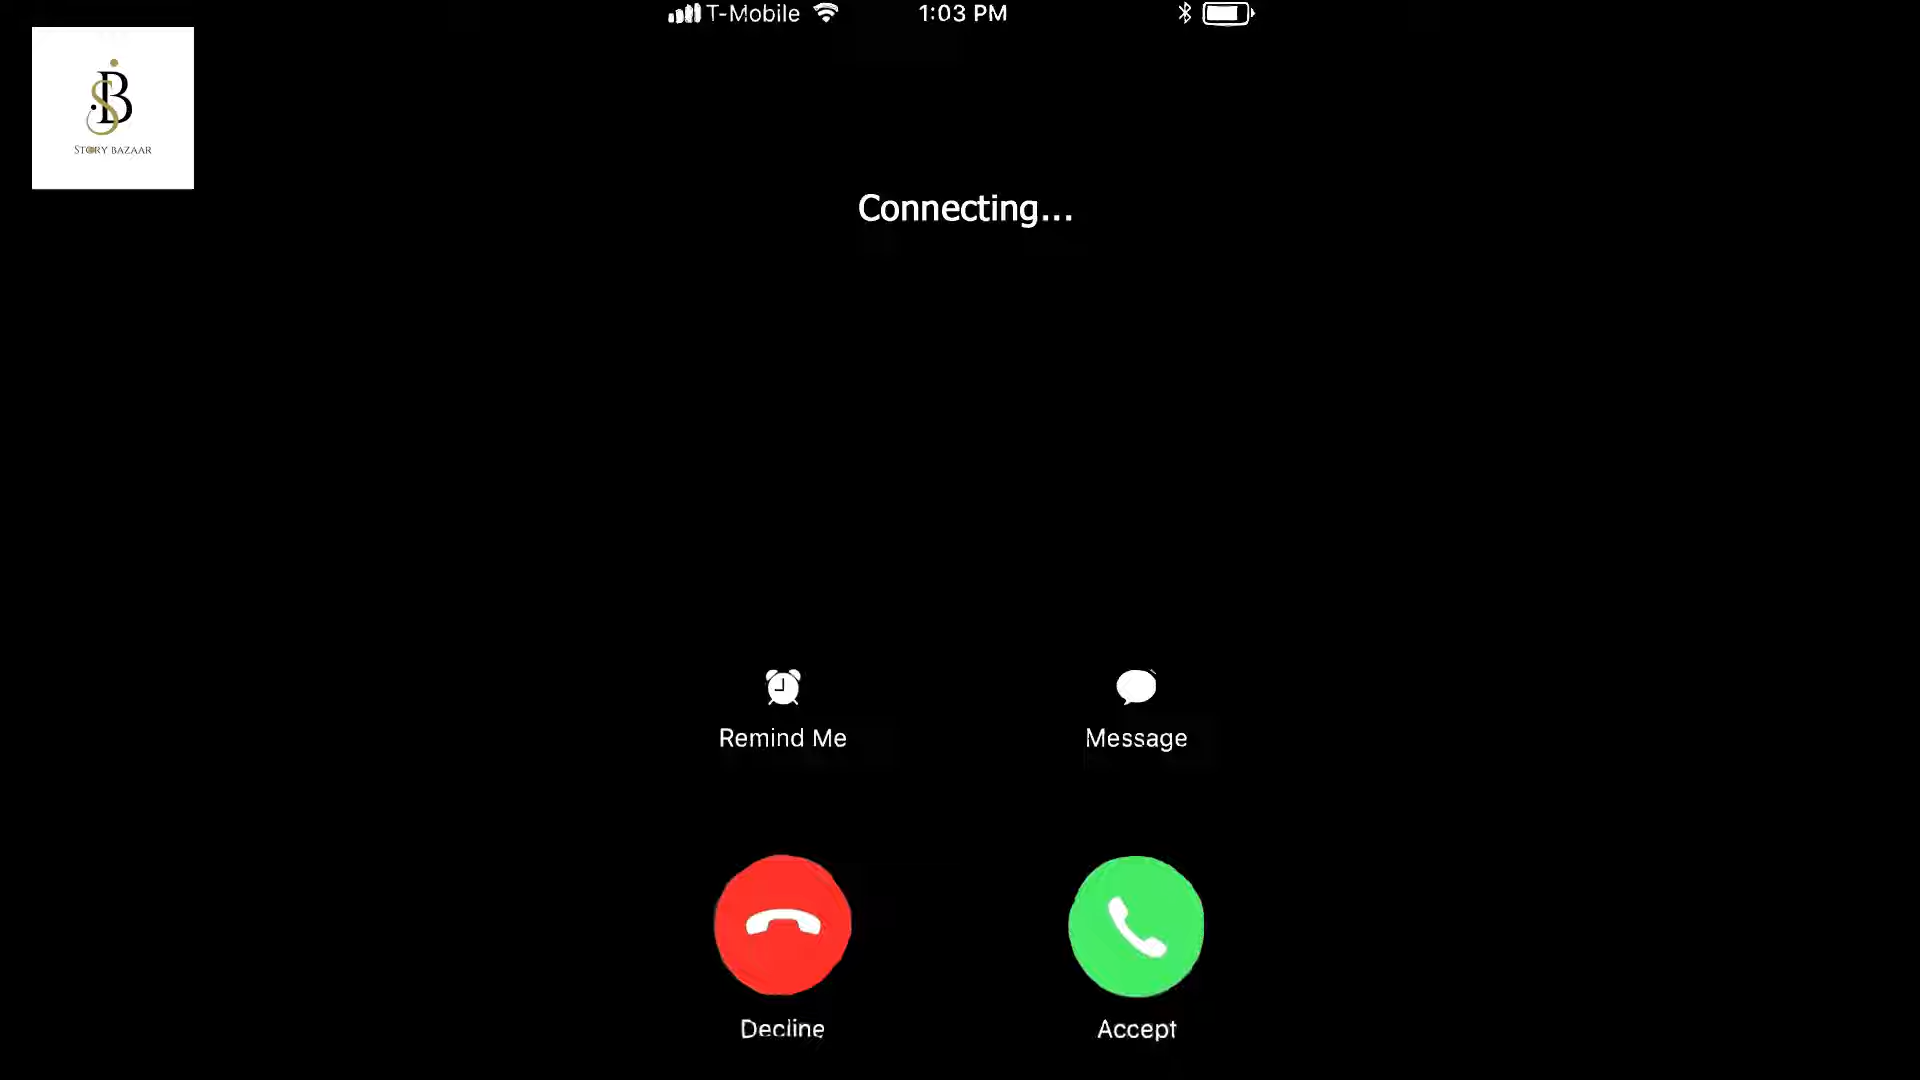 T-Mobile 1:03 PM
SB
STORY BAZAAR
Connecting...
Remind Me Message
Decline Accept